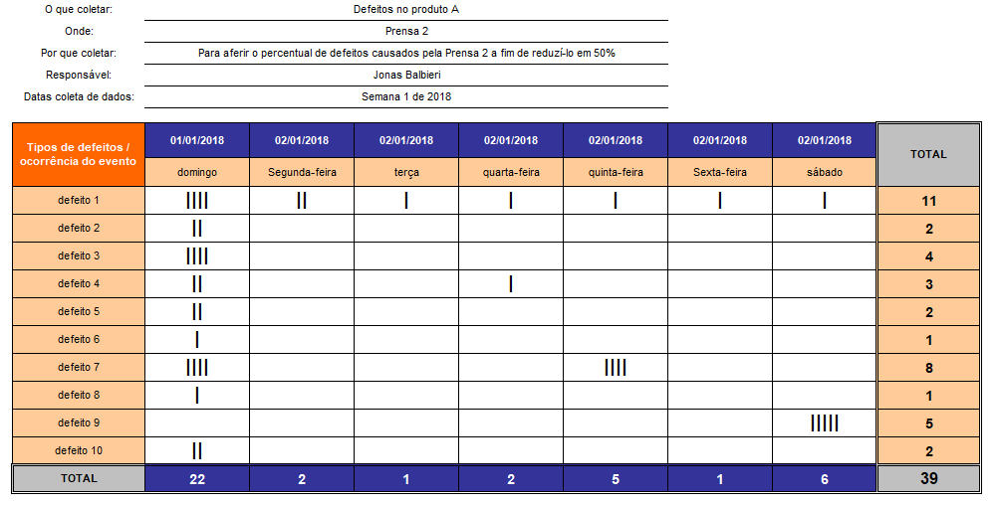 O que coletar: Defeitos no produto A
Onde: Prensa 2
Por que coletar: Para aferir o percentual de defeitos causados pela Prensa 2 a fim de reduzí-lo em 50%
Responsável: Jonas Balbieri
Datas coleta de dados: Semana 1 de 2018
Tipos de defeitos / ocorrência do evento 01/01/2018 02/01/2018 02/01/2018 02/01/2018 02/01/2018 02/01/2018 02/01/2018 TOTAL
domingo Segunda-feira terça quarta-feira quinta-feira Sexta-feira sábado
defeito 1 |||| || | | | | | 11
defeito 2 || 2
defeito 3 |||| 4
defeito 4 || | 3
defeito 5 || 2
defeito 6 | 1
defeito 7 |||| |||| 8
defeito 8 | 1
defeito 9 ||||| 5
defeito 10 || 2
TOTAL 22 2 1 2 5 1 6 39